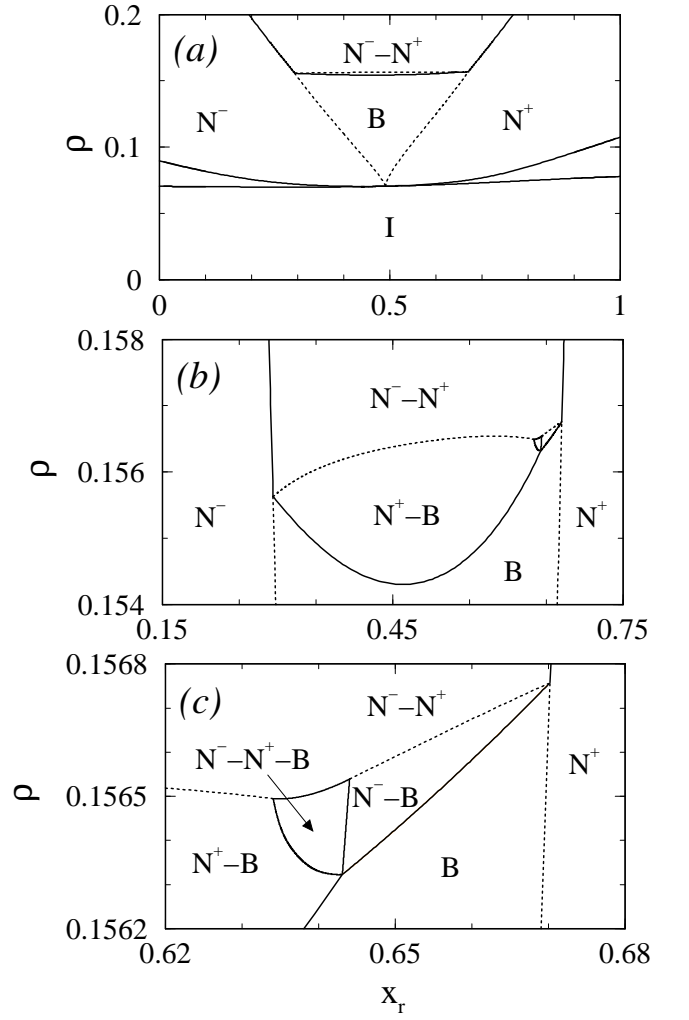 0.2
(a)
N⁻–N⁺
N⁻
B
N⁺
ρ
0.1
I
0
0
0.5
1
0.158
(b)
N⁻–N⁺
ρ
0.156
N⁻
N⁺–B
N⁺
B
0.154
0.15
0.45
0.75
0.1568
(c)
N⁻–N⁺
N⁻–N⁺–B
N⁺
ρ
0.1565
N⁻–B
N⁺–B
B
0.1562
0.62
0.65
0.68
xᵣ